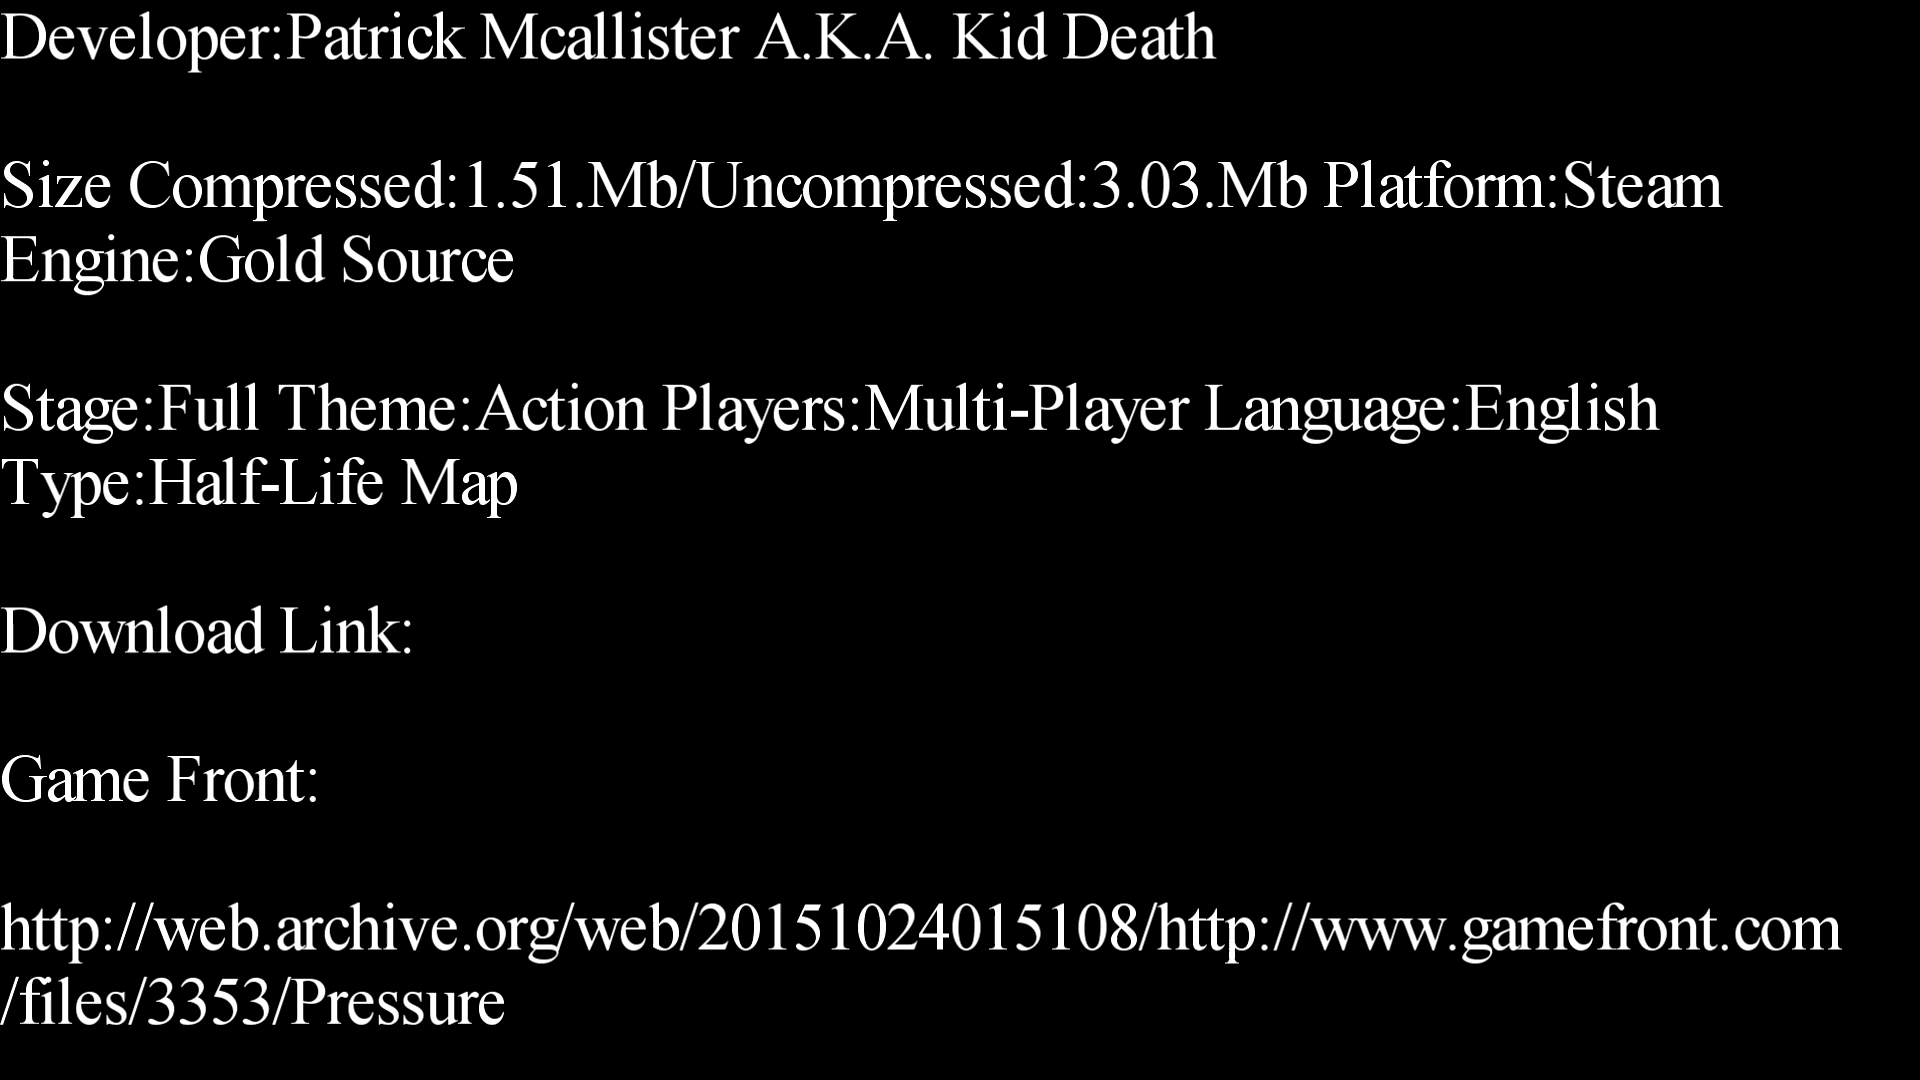 Developer:Patrick Mcallister A.K.A. Kid Death
Size Compressed:1.51.Mb/Uncompressed:3.03.Mb Platform:Steam
Engine:Gold Source
Stage:Full Theme:Action Players:Multi-Player Language:English
Type:Half-Life Map
Download Link:
Game Front:
http://web.archive.org/web/20151024015108/http://www.gamefront.com
/files/3353/Pressure